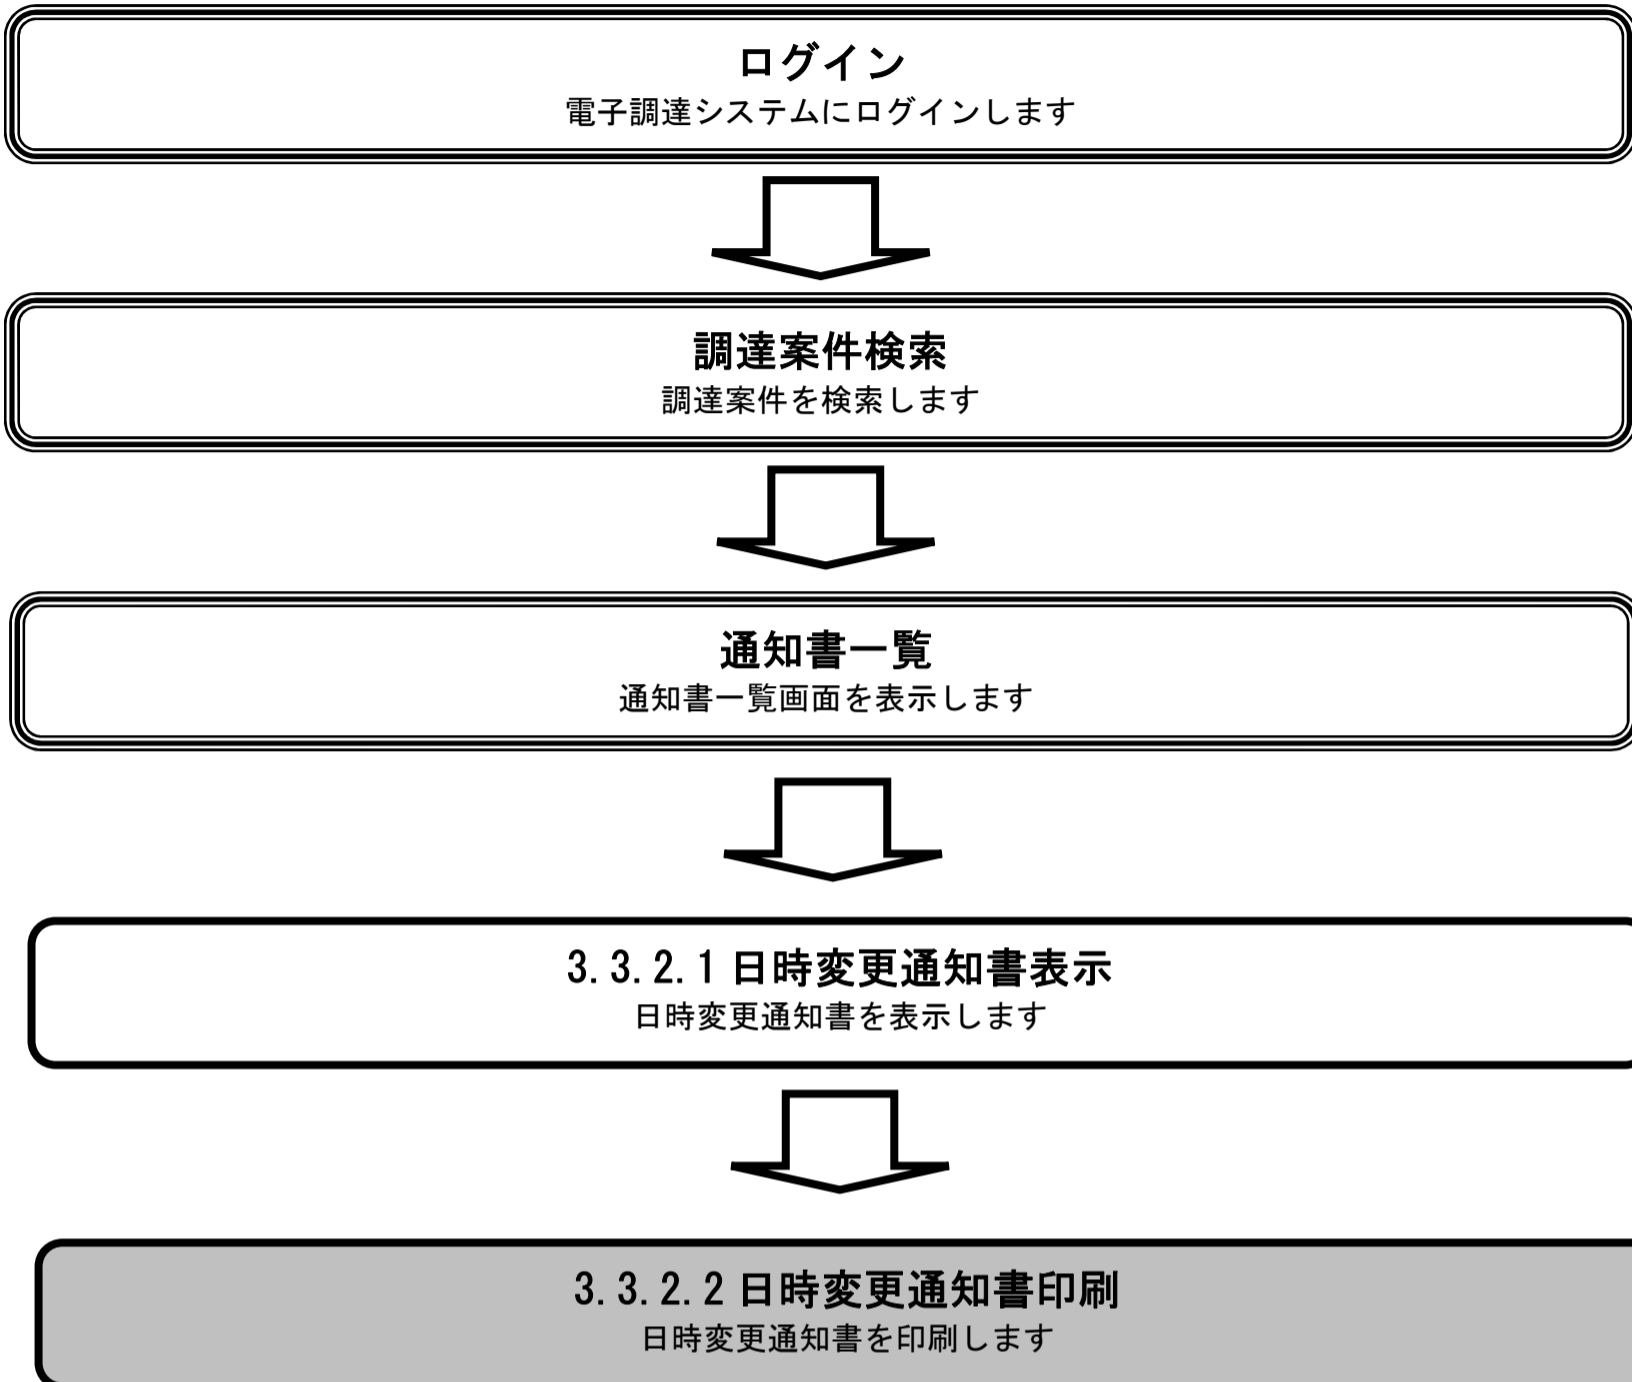 ログイン
電子調達システムにログインします
調達案件検索
調達案件を検索します
通知書一覧
通知書一覧画面を表示します
3.3.2.1 日時変更通知書表示
日時変更通知書を表示します
3.3.2.2 日時変更通知書印刷
日時変更通知書を印刷します